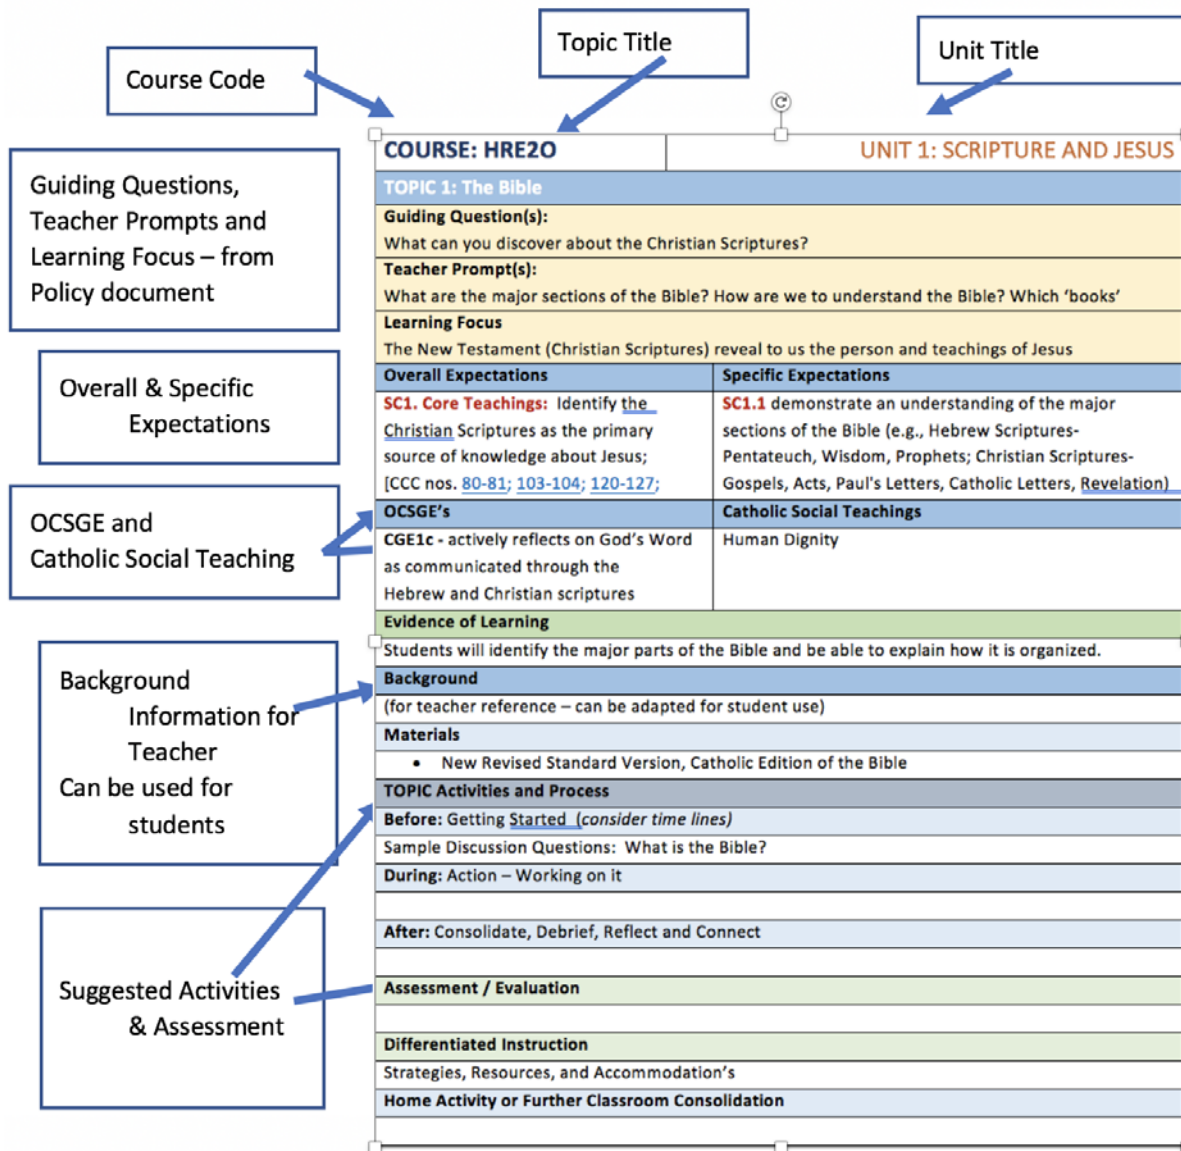 Course Code
Topic Title
Unit Title
Guiding Questions,
Teacher Prompts and
Learning Focus – from
Policy document
Overall & Specific
Expectations
OCSGE and
Catholic Social Teaching
Background
Information for
Teacher
Can be used for
students
Suggested Activities
& Assessment
COURSE: HRE2O
UNIT 1: SCRIPTURE AND JESUS
TOPIC 1: The Bible
Guiding Question(s):
What can you discover about the Christian Scriptures?
Teacher Prompt(s):
What are the major sections of the Bible? How are we to understand the Bible? Which ‘books’
Learning Focus
The New Testament (Christian Scriptures) reveal to us the person and teachings of Jesus
Overall Expectations
SC1. Core Teachings: Identify the
Christian Scriptures as the primary
source of knowledge about Jesus;
[CCC nos. 80-81; 103-104; 120-127;
Specific Expectations
SC1.1 demonstrate an understanding of the major
sections of the Bible (e.g., Hebrew Scriptures-
Pentateuch, Wisdom, Prophets; Christian Scriptures-
Gospels, Acts, Paul's Letters, Catholic Letters, Revelation)
OCSGE’s
CGE1c - actively reflects on God’s Word
as communicated through the
Hebrew and Christian scriptures
Catholic Social Teachings
Human Dignity
Evidence of Learning
Students will identify the major parts of the Bible and be able to explain how it is organized.
Background
(for teacher reference – can be adapted for student use)
Materials
• New Revised Standard Version, Catholic Edition of the Bible
TOPIC Activities and Process
Before: Getting Started (consider time lines)
Sample Discussion Questions: What is the Bible?
During: Action – Working on it
After: Consolidate, Debrief, Reflect and Connect
Assessment / Evaluation
Differentiated Instruction
Strategies, Resources, and Accommodation’s
Home Activity or Further Classroom Consolidation